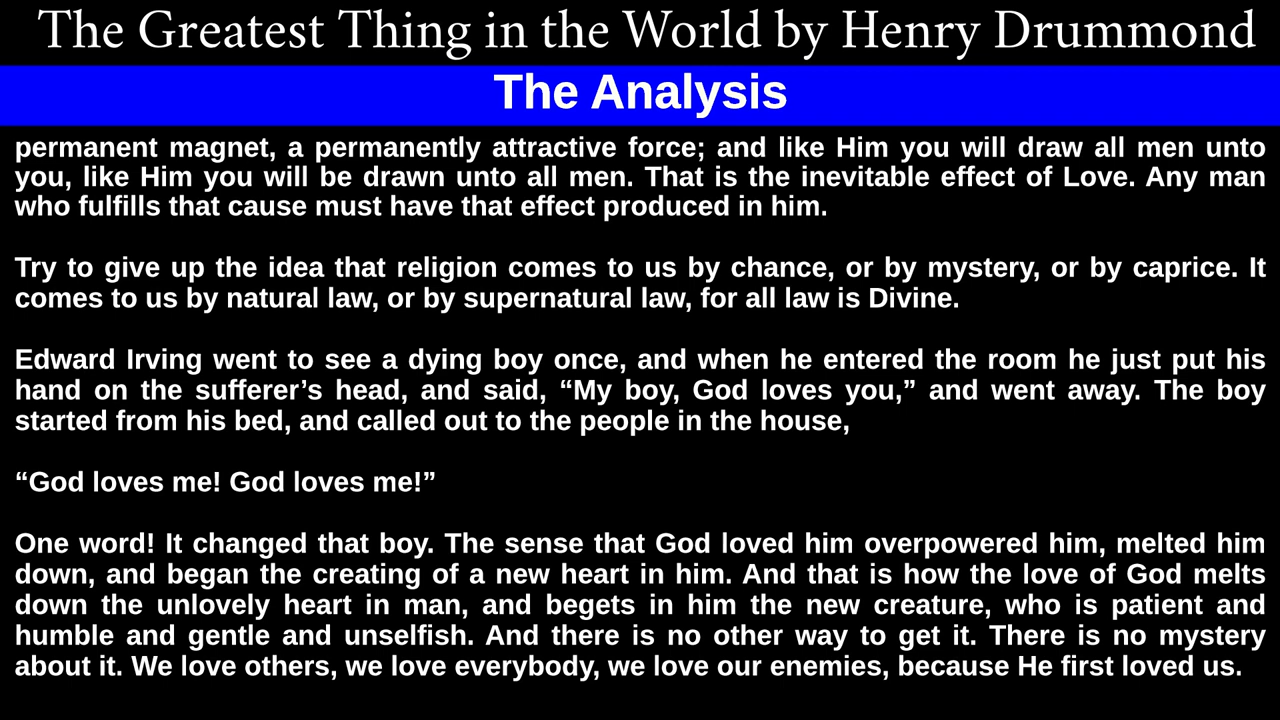 The Greatest Thing in the World by Henry Drummond
The Analysis
permanent magnet, a permanently attractive force; and like Him you will draw all men unto
you, like Him you will be drawn unto all men. That is the inevitable effect of Love. Any man
who fulfills that cause must have that effect produced in him.
Try to give up the idea that religion comes to us by chance, or by mystery, or by caprice. It
comes to us by natural law, or by supernatural law, for all law is Divine.
Edward Irving went to see a dying boy once, and when he entered the room he just put his
hand on the sufferer’s head, and said, “My boy, God loves you,” and went away. The boy
started from his bed, and called out to the people in the house,
“God loves me! God loves me!”
One word! It changed that boy. The sense that God loved him overpowered him, melted him
down, and began the creating of a new heart in him. And that is how the love of God melts
down the unlovely heart in man, and begets in him the new creature, who is patient and
humble and gentle and unselfish. And there is no other way to get it. There is no mystery
about it. We love others, we love everybody, we love our enemies, because He first loved us.